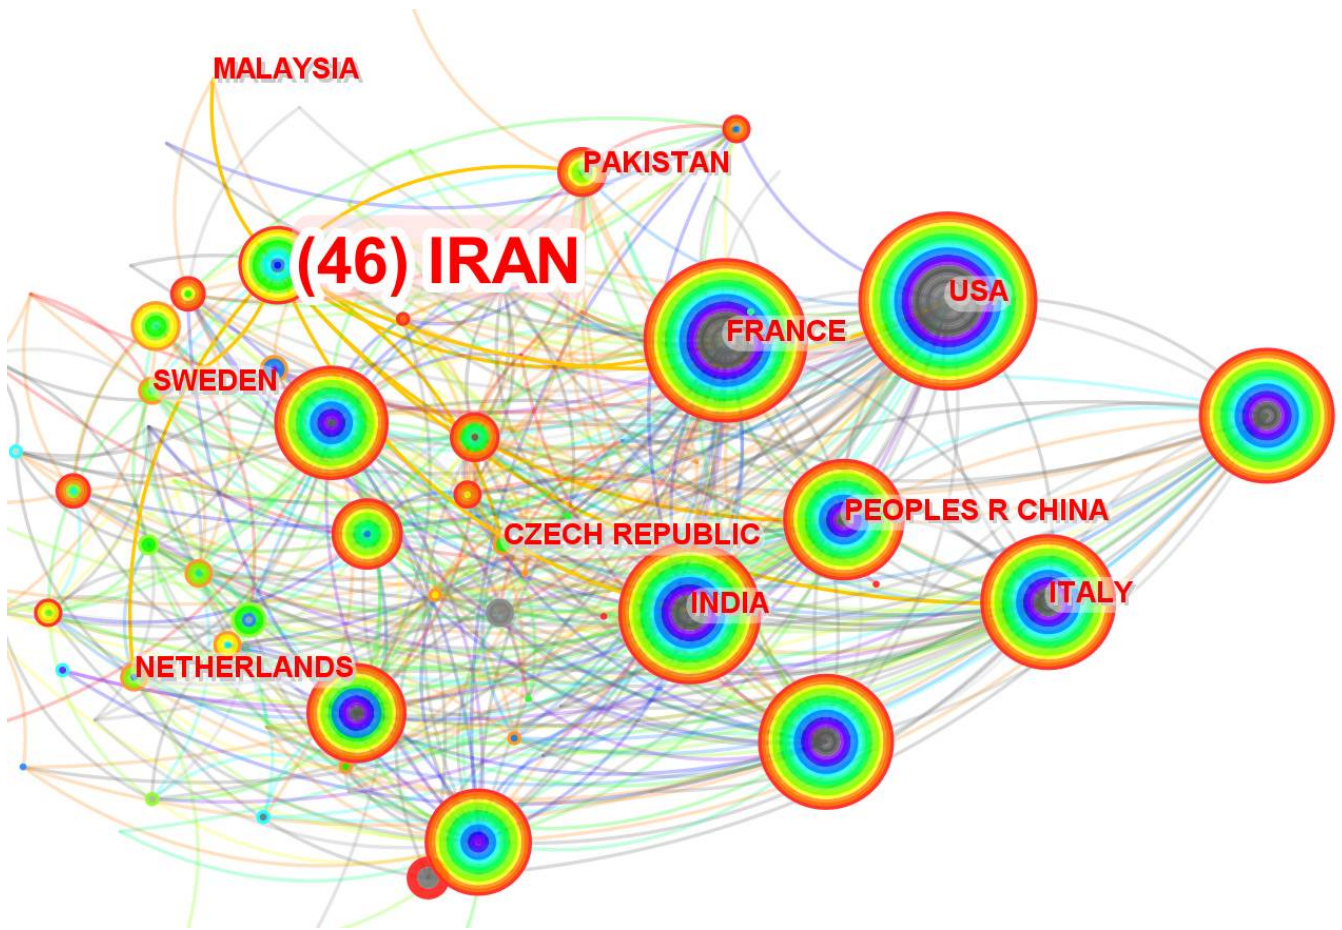 MALAYSIA
PAKISTAN
(46) IRAN
USA
FRANCE
SWEDEN
PEOPLES R CHINA
CZECH REPUBLIC
ITALY
INDIA
NETHERLANDS